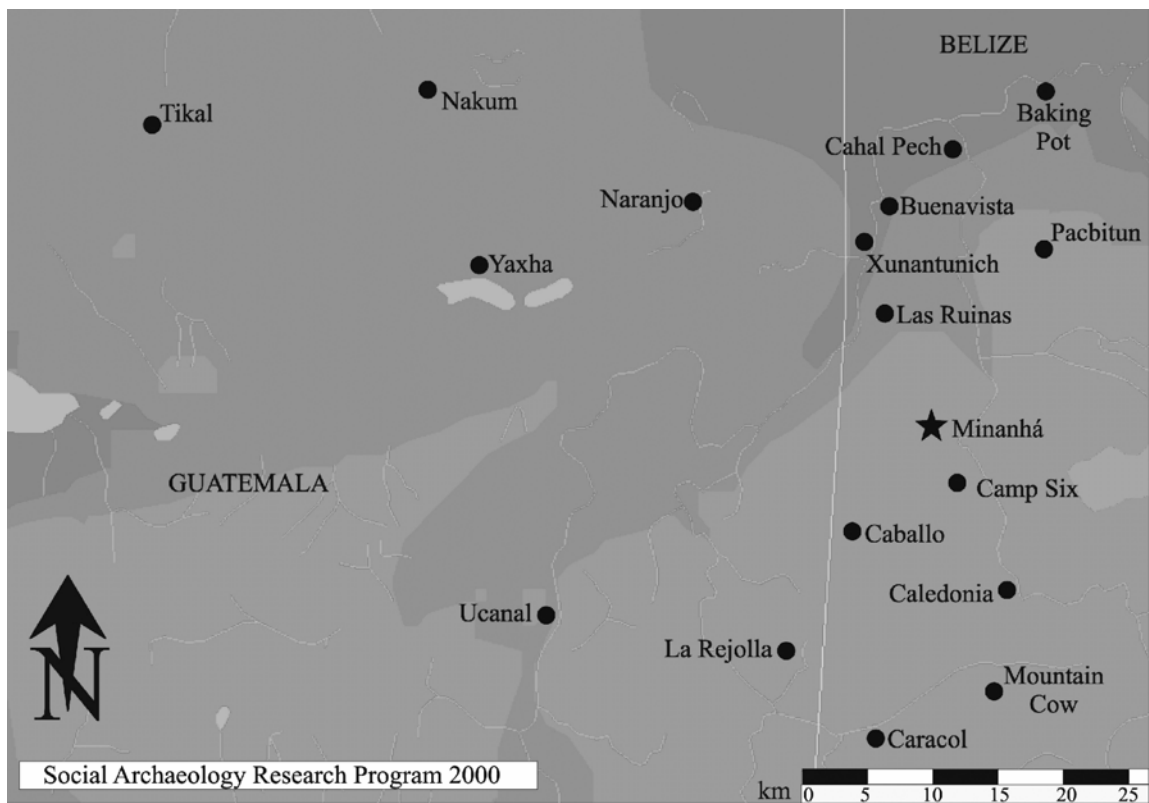 BELIZE
Tikal
Nakum
Baking
Pot
Cahal Pech
Naranjo
Buenavista
Pacbitun
Xunantunich
Yaxha
Las Ruinas
Minanhá
GUATEMALA
Camp Six
Caballo
Caledonia
Ucanal
La Rejolla
Mountain
Cow
N
Caracol
Social Archaeology Research Program 2000
km 0 5 10 15 20 25